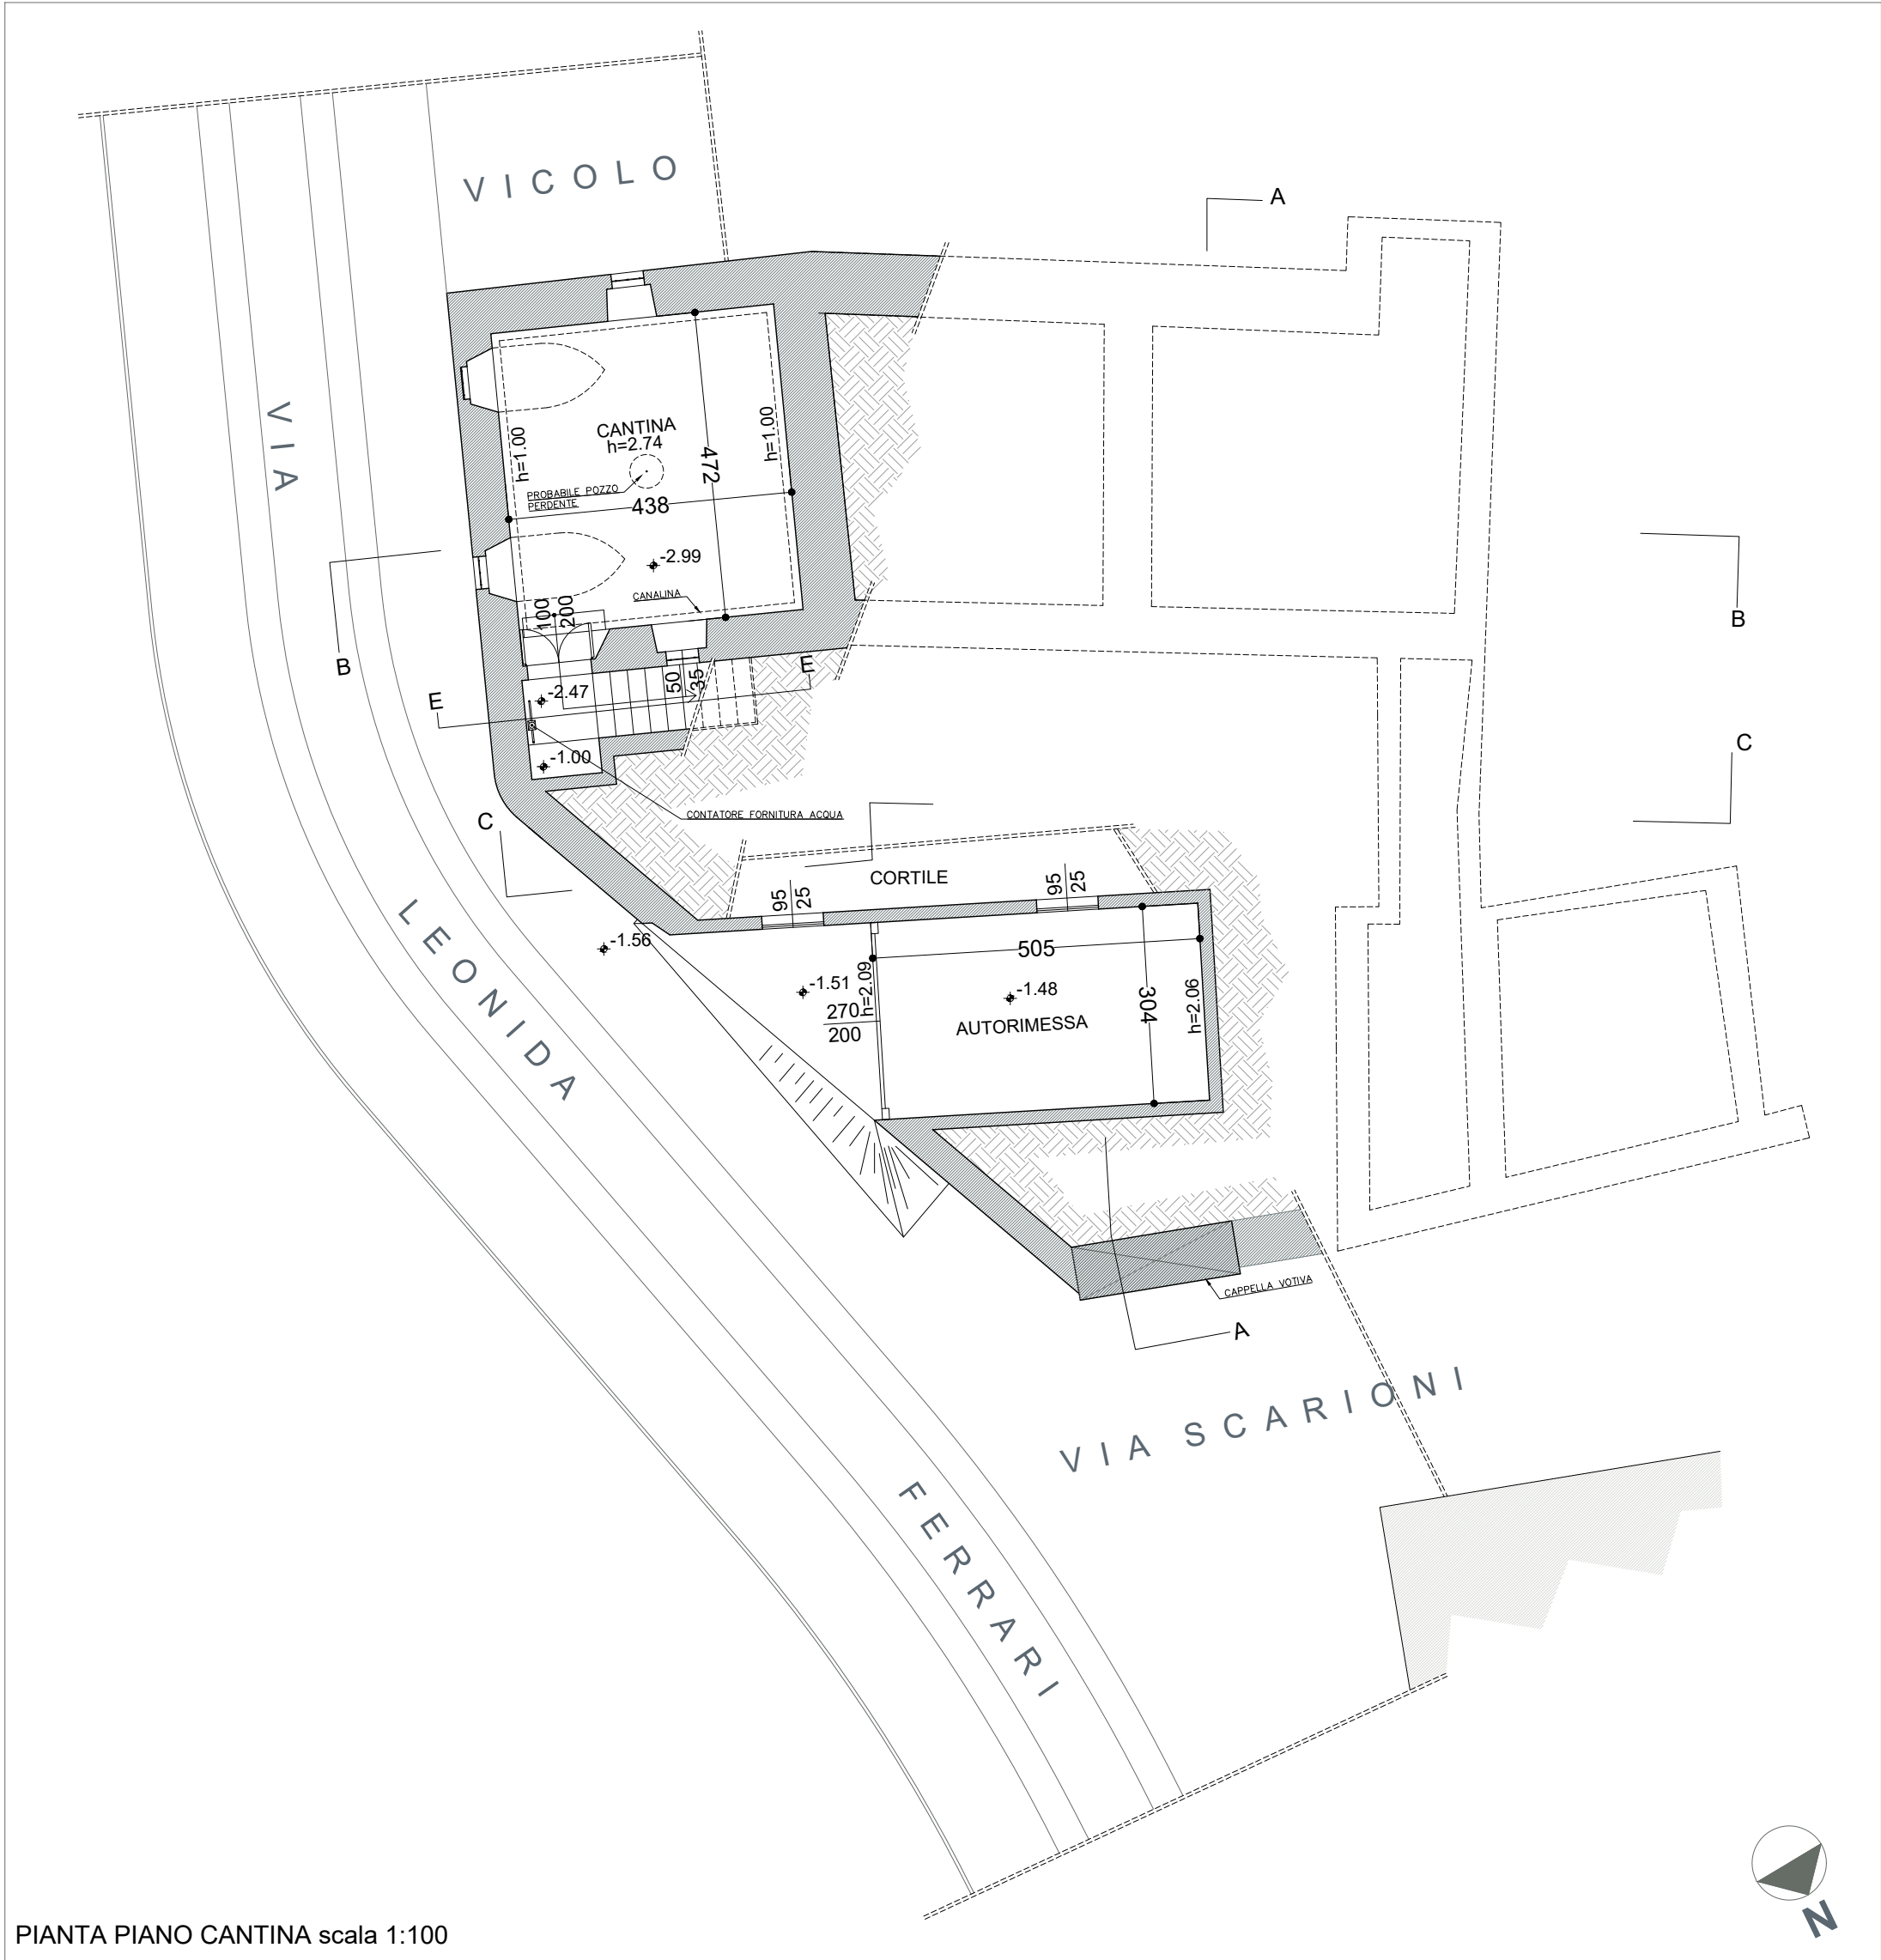 VICOLO
A
VIA
CANTINA
h=2.74
h=1.00
h=1.00
472
PROBABILE POZZO
PERDENTE
438
-2.99
CANALINA
100
200
B
B
E
E
50
35
-2.47
-1.00
C
C
CONTATORE FORNITURA ACQUA
CORTILE
95
25
95
25
LEONIDA
-1.56
-1.51
h=2.09
270
200
505
-1.48
304
h=2.06
AUTORIMESSA
CAPPELLA VOTIVA
A
VIA SCARIONI
FERRARI
N
PIANTA PIANO CANTINA scala 1:100